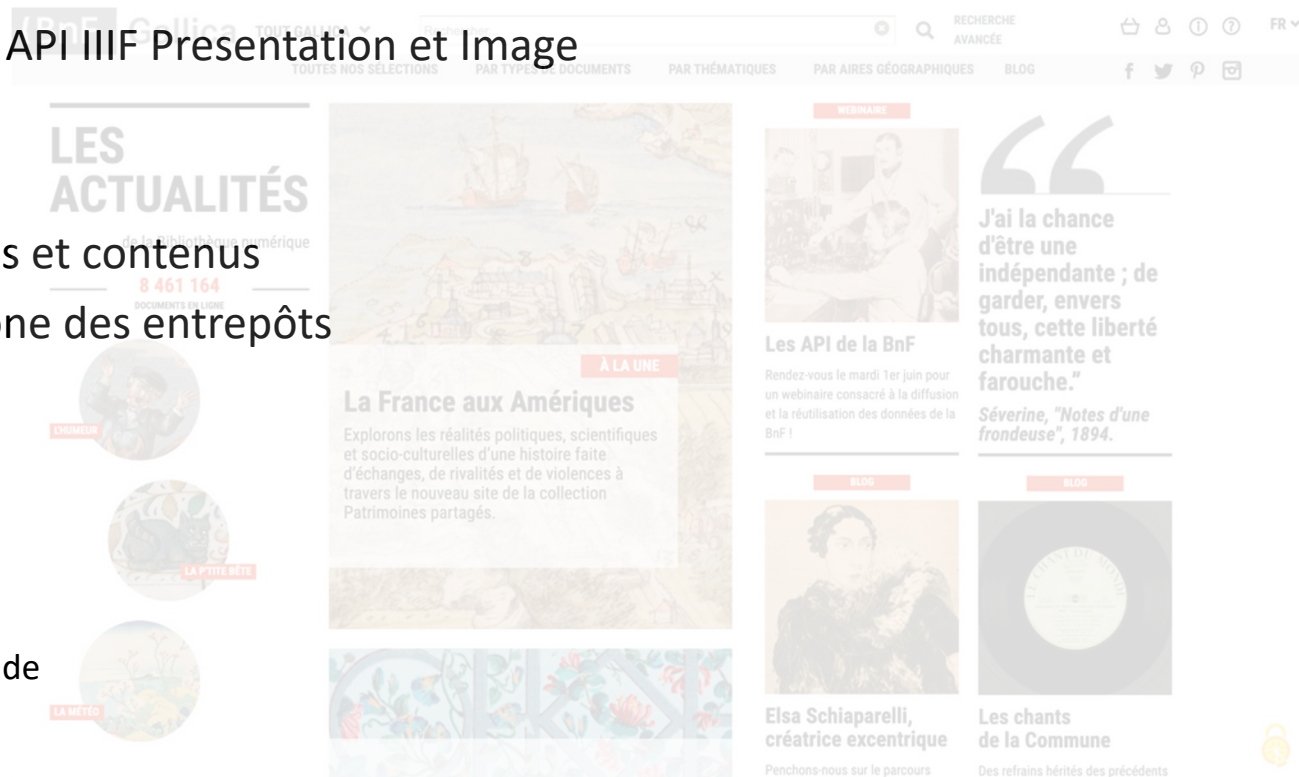 {BnF Gallica TOUT GALLICA
RECHERCHE
AVANCÉE
FR
API IIIF Presentation et Image
TOUTES NOS SÉLECTIONS PAR TYPES DE DOCUMENTS PAR THÉMATIQUES PAR AIRES GÉOGRAPHIQUES BLOG
LES
ACTUALITÉS
de la Bibliothèque numérique
s et contenus
8 461 164
DOCUMENTS EN LIGNE
one des entrepôts
L'HUMEUR
LA P'TITE BÊTE
de
LA MÉTÉO
À LA UNE
La France aux Amériques
Explorons les réalités politiques, scientifiques
et socio-culturelles d'une histoire faite
d'échanges, de rivalités et de violences à
travers le nouveau site de la collection
Patrimoines partagés.
WEBINAIRE
Les API de la BnF
Rendez-vous le mardi 1er juin pour
un webinaire consacré à la diffusion
et la réutilisation des données de la
BnF !
“
J'ai la chance
d'être une
indépendante ; de
garder, envers
tous, cette liberté
charmante et
farouche.”
Séverine, "Notes d'une
frondeuse", 1894.
BLOG
Elsa Schiaparelli,
créatrice excentrique
Penchons-nous sur le parcours
BLOG
LE CHANT DU MONDE
Les chants
de la Commune
Des refrains hérités des précédents